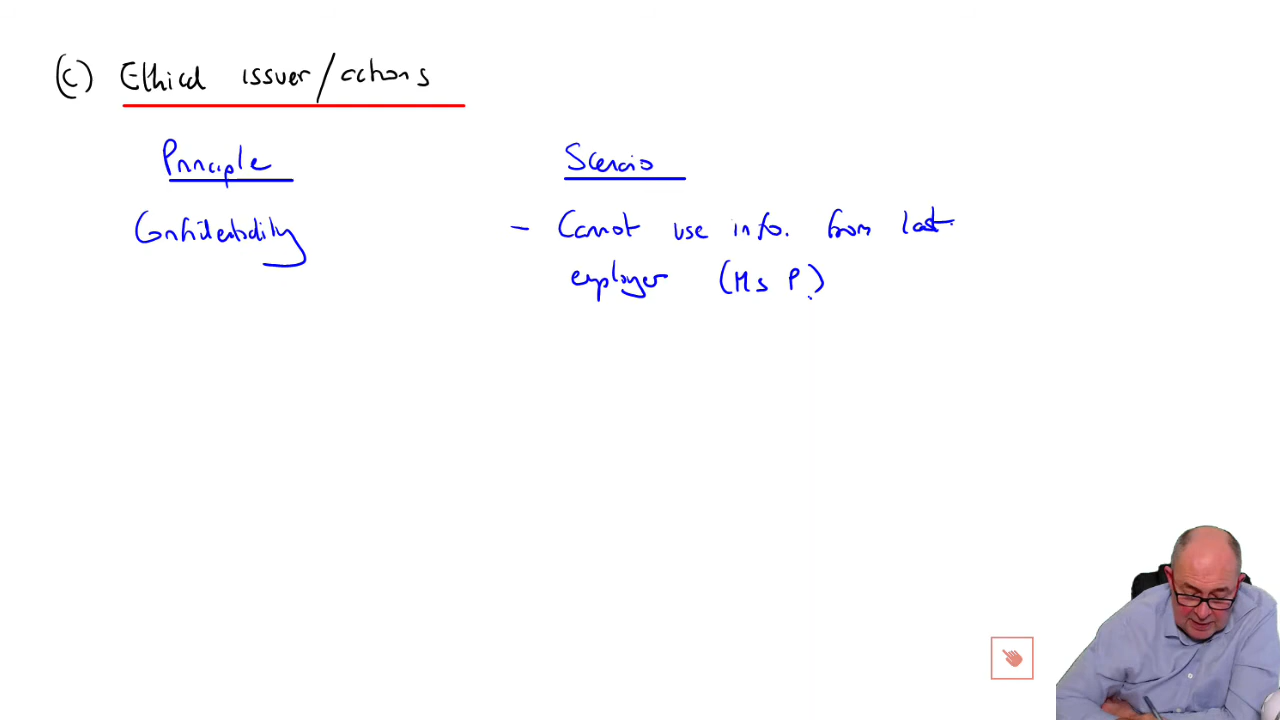 (c) Ethical issues/actions
Principle Scenario
Confidentiality - Cannot use info. from last
employer (Ms P)